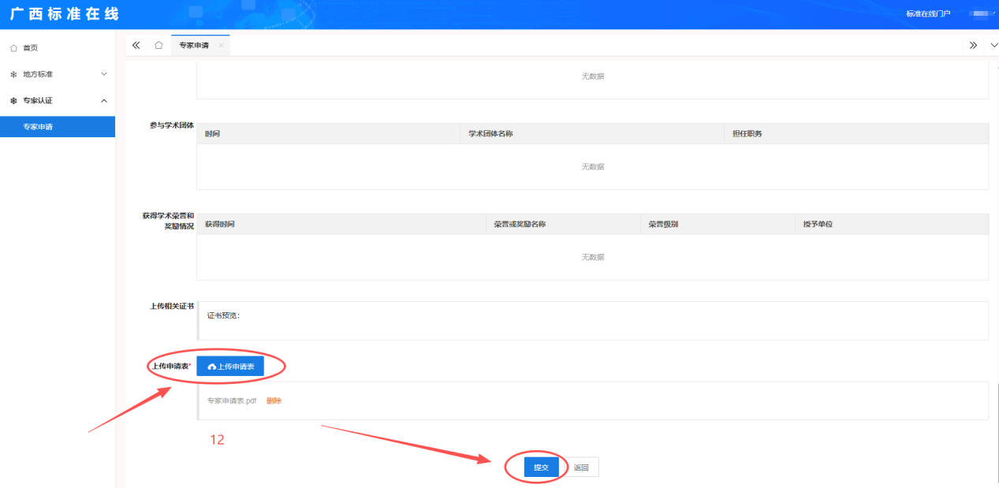 广西标准在线
标准在线门户
首页
地方标准
专家认证
专家申请
专家申请
无数据
参与学术团体
时间 学术团体名称 担任职务
无数据
获得学术荣誉和
奖励情况
获得时间 荣誉或奖励名称 荣誉级别 授予单位
无数据
上传相关证书
证书预览:
上传申请表* 上传申请表
专家申请表.pdf 删除
12
提交 返回